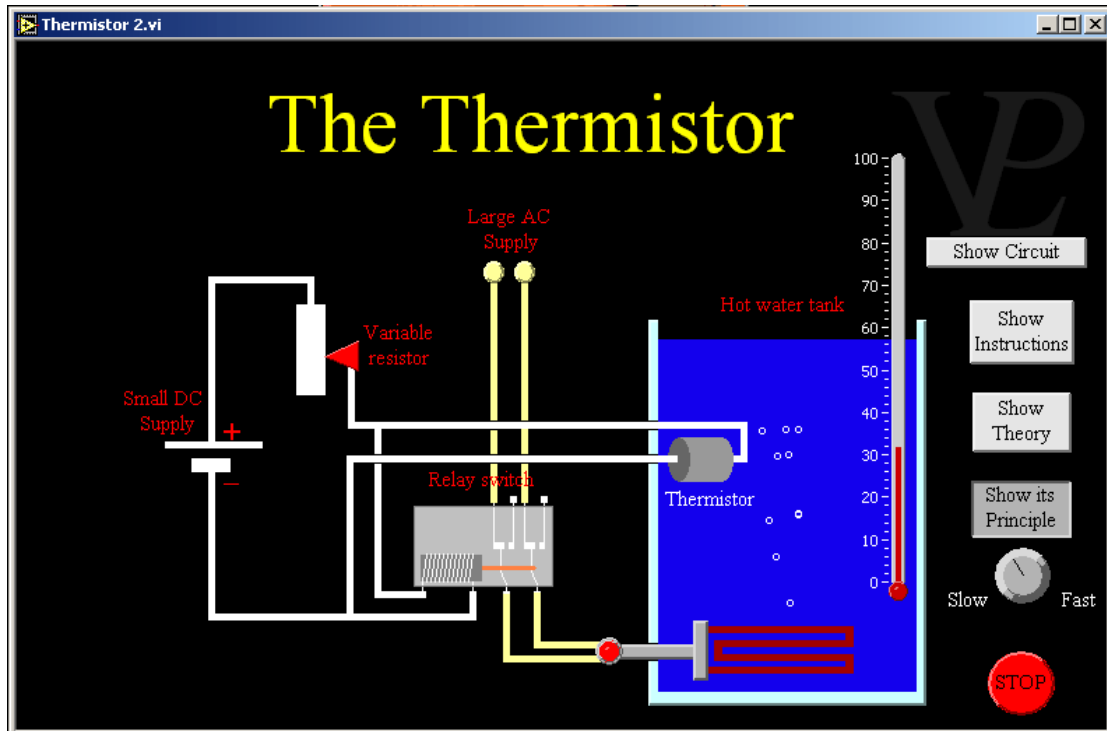 Thermistor 2.vi
The Thermistor
VPL
Large AC
Supply
Hot water tank
Variable
resistor
Small DC
Supply
+
−
Relay switch
Thermistor
100
90
80
70
60
50
40
30
20
10
0
Show Circuit
Show
Instructions
Show
Theory
Show its
Principle
Slow
Fast
STOP